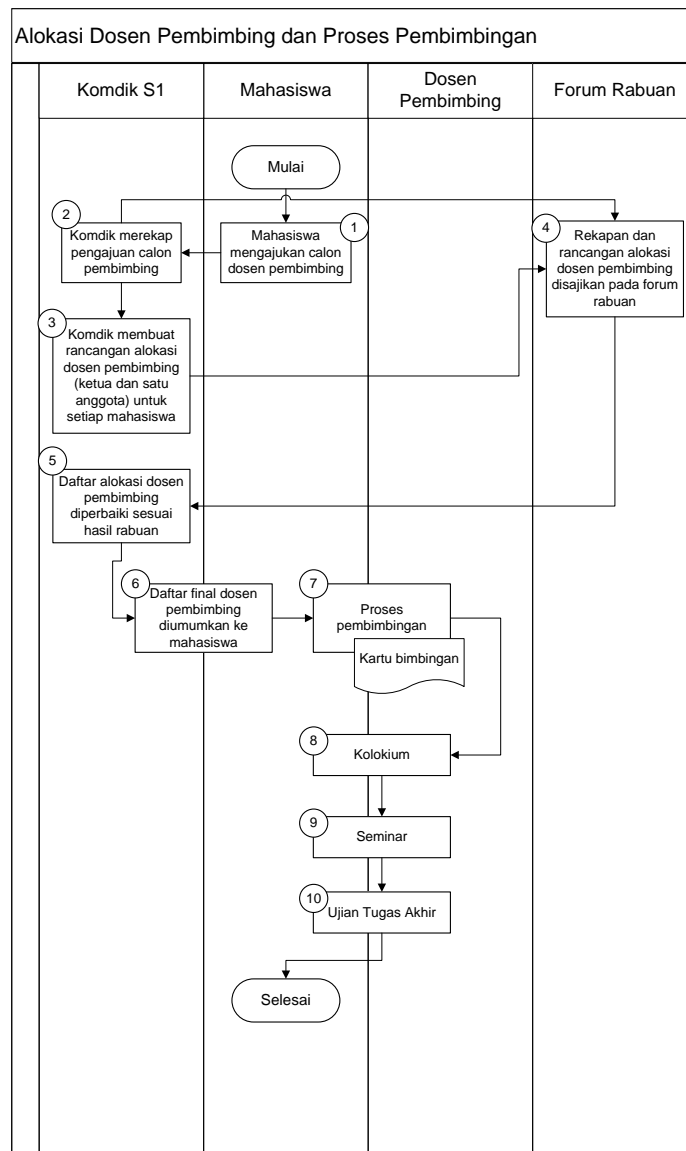 Alokasi Dosen Pembimbing dan Proses Pembimbingan
Komdik S1
Mahasiswa
Dosen
Pembimbing
Forum Rabuan
Mulai
1
Mahasiswa
mengajukan calon
dosen pembimbing
2
Komdik merekap
pengajuan calon
pembimbing
3
Komdik membuat
rancangan alokasi
dosen pembimbing
(ketua dan satu
anggota) untuk
setiap mahasiswa
4
Rekapan dan
rancangan alokasi
dosen pembimbing
disajikan pada forum
rabuan
5
Daftar alokasi dosen
pembimbing
diperbaiki sesuai
hasil rabuan
6
Daftar final dosen
pembimbing
diumumkan ke
mahasiswa
7
Proses
pembimbingan
Kartu bimbingan
8
Kolokium
9
Seminar
10
Ujian Tugas Akhir
Selesai